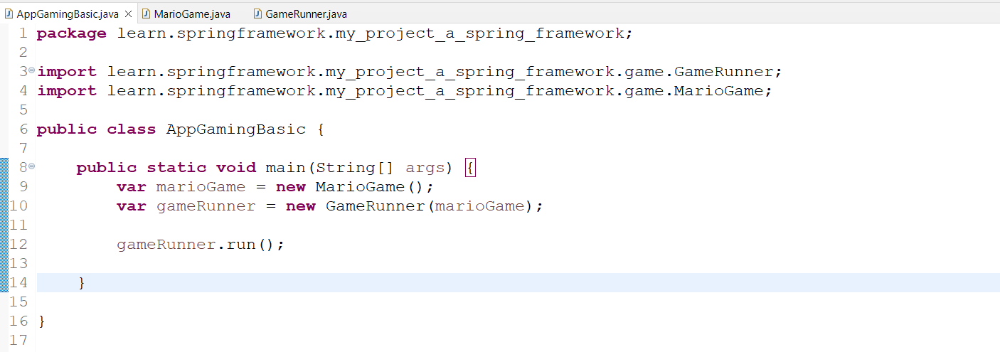 AppGamingBasic.java MarioGame.java GameRunner.java
1 package learn.springframework.my_project_a_spring_framework;
2
3 import learn.springframework.my_project_a_spring_framework.game.GameRunner;
4 import learn.springframework.my_project_a_spring_framework.game.MarioGame;
5
6 public class AppGamingBasic {
7
8     public static void main(String[] args) {
9         var marioGame = new MarioGame();
10         var gameRunner = new GameRunner(marioGame);
11
12         gameRunner.run();
13
14     }
15
16 }
17